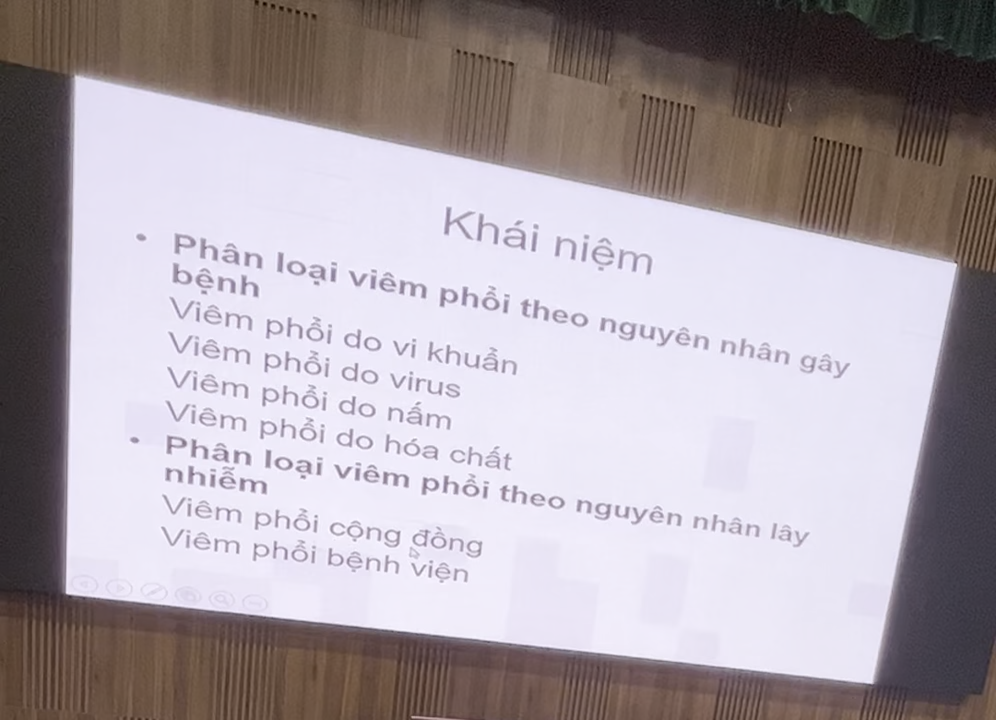 Khái niệm
• Phân loại viêm phổi theo nguyên nhân gây
bệnh
Viêm phổi do vi khuẩn
Viêm phổi do virus
Viêm phổi do nấm
Viêm phổi do hóa chất
• Phân loại viêm phổi theo nguyên nhân lây
nhiễm
Viêm phổi cộng đồng
Viêm phổi bệnh viện